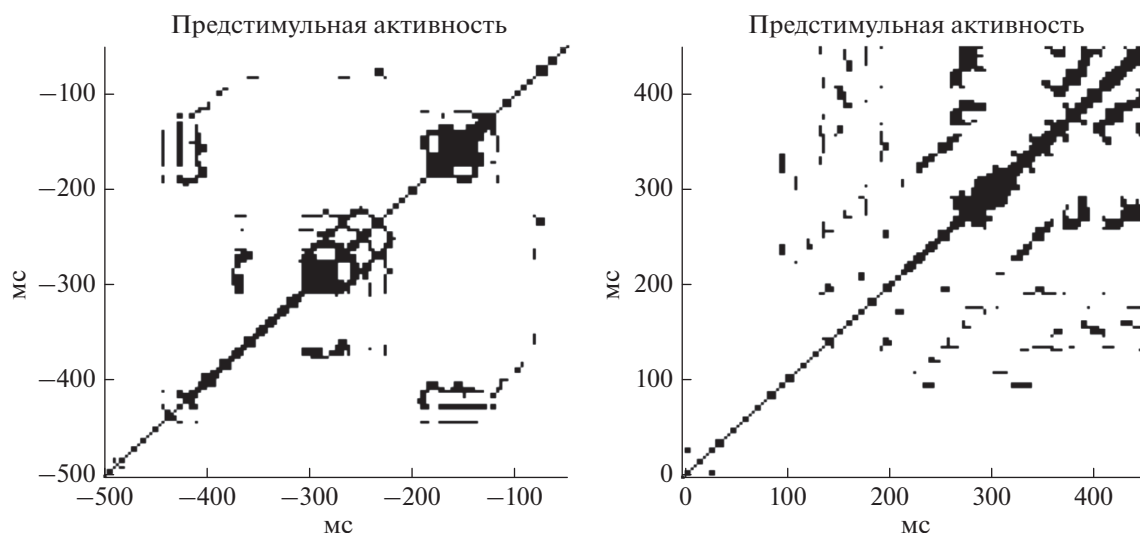 Предстимульная активность
−100
−200
−300
−400
−500
мс
−500 −400 −300 −200 −100
мс
Предстимульная активность
400
300
200
100
0
мс
0 100 200 300 400
мс